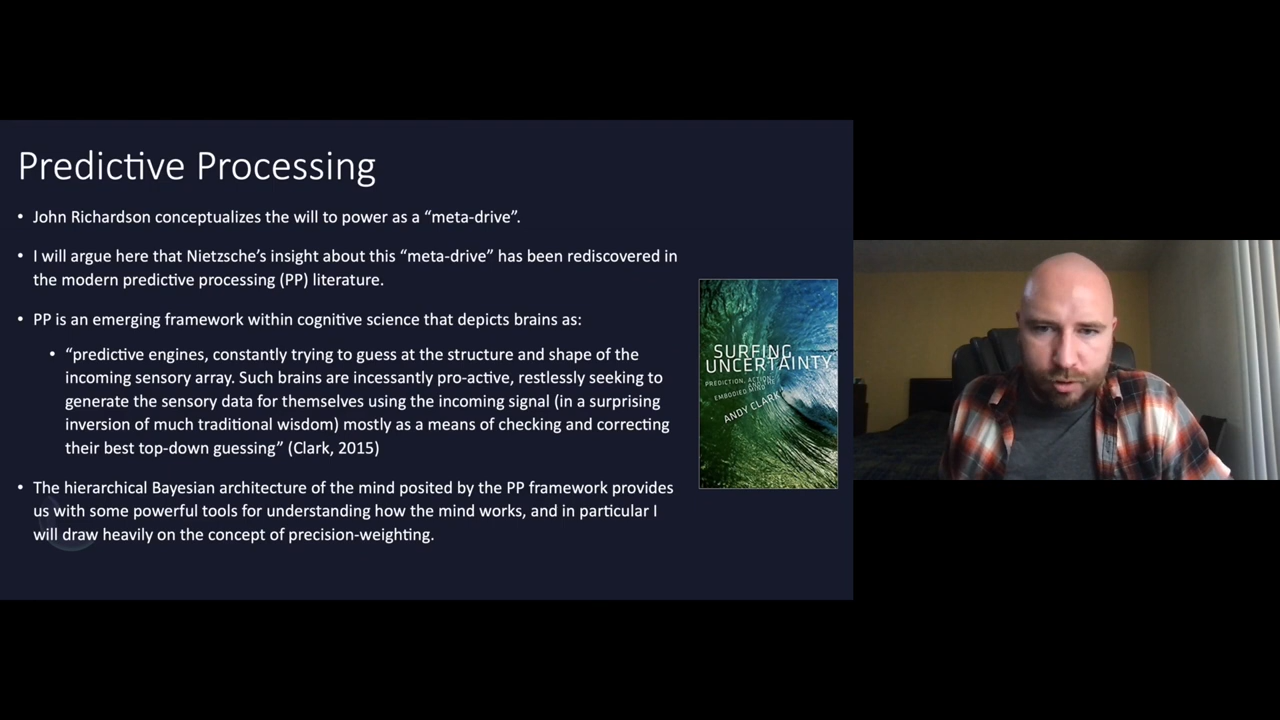 Predictive Processing
• John Richardson conceptualizes the will to power as a “meta-drive”.
• I will argue here that Nietzsche’s insight about this “meta-drive” has been rediscovered in
the modern predictive processing (PP) literature.
• PP is an emerging framework within cognitive science that depicts brains as:
• “predictive engines, constantly trying to guess at the structure and shape of the
incoming sensory array. Such brains are incessantly pro-active, restlessly seeking to
generate the sensory data for themselves using the incoming signal (in a surprising
inversion of much traditional wisdom) mostly as a means of checking and correcting
their best top-down guessing” (Clark, 2015)
• The hierarchical Bayesian architecture of the mind posited by the PP framework provides
us with some powerful tools for understanding how the mind works, and in particular I
will draw heavily on the concept of precision-weighting.
SURFING
UNCERTAINTY
PREDICTION, ACTION,
AND THE
EMBODIED MIND
ANDY CLARK